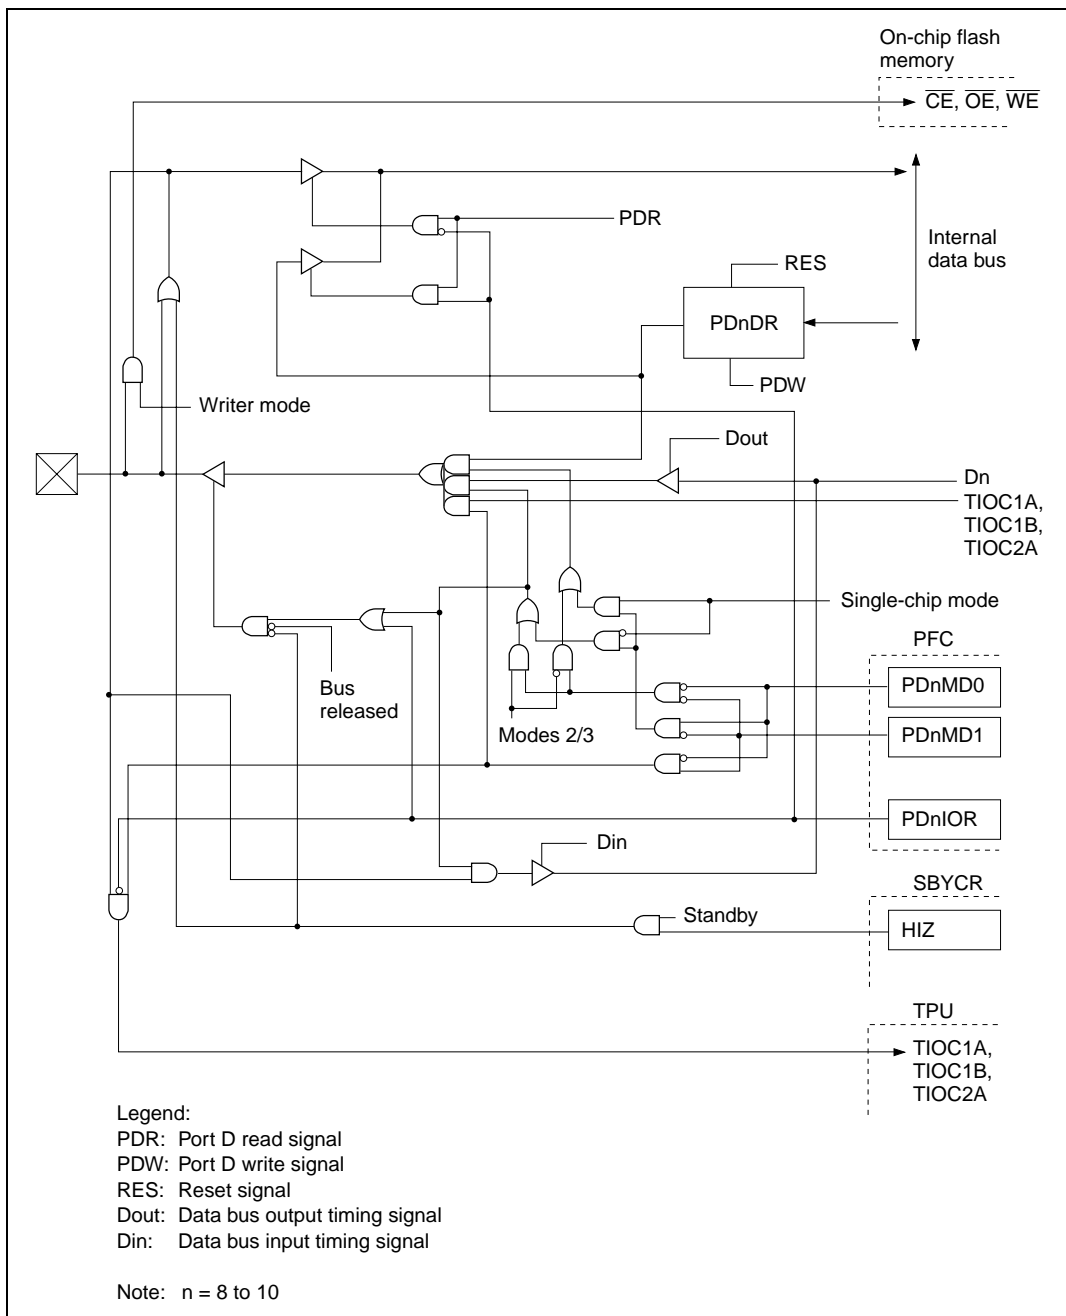 On-chip flash
memory
CE, OE, WE
PDR
RES
Internal
data bus
PDnDR
PDW
Writer mode
Dout
Dn
TIOC1A,
TIOC1B,
TIOC2A
Single-chip mode
PFC
Bus
released
Modes 2/3
PDnMD0
PDnMD1
PDnIOR
Din
SBYCR
Standby
HIZ
TPU
TIOC1A,
TIOC1B,
TIOC2A
Legend:
PDR: Port D read signal
PDW: Port D write signal
RES: Reset signal
Dout: Data bus output timing signal
Din: Data bus input timing signal
Note: n = 8 to 10